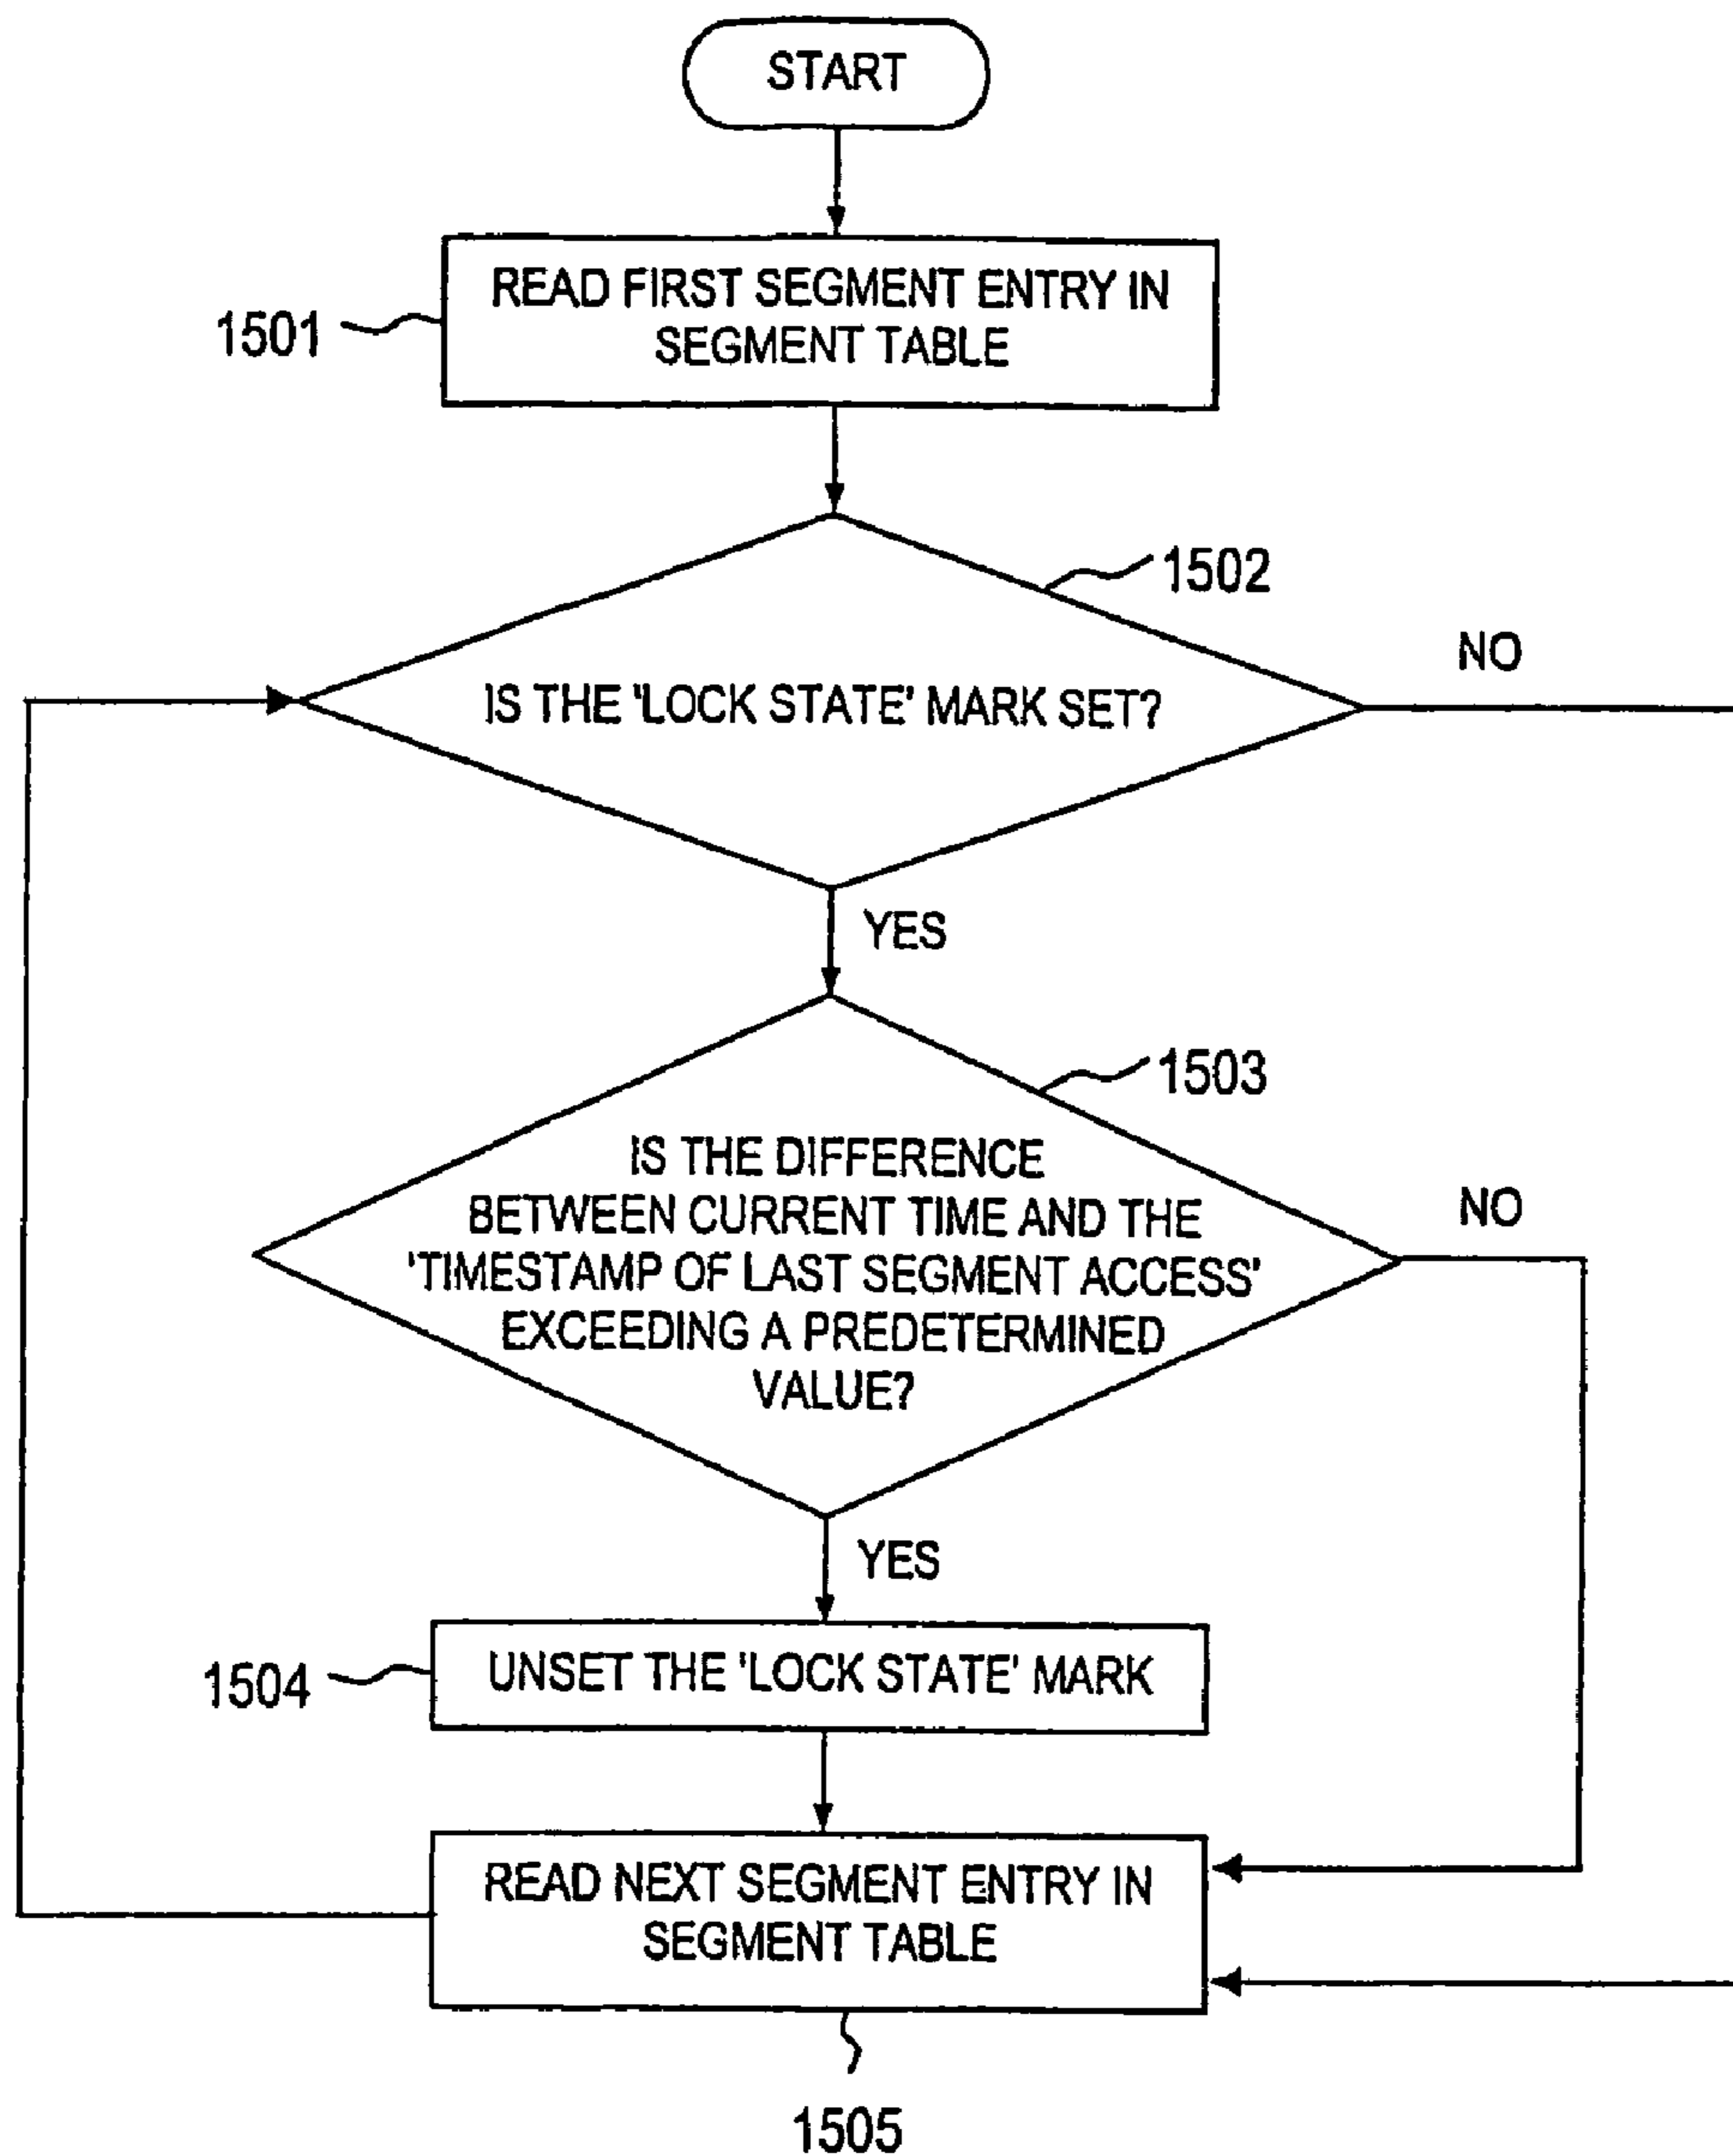 START
READ FIRST SEGMENT ENTRY IN
SEGMENT TABLE
1501
1502
IS THE 'LOCK STATE' MARK SET?
NO
YES
1503
IS THE DIFFERENCE
BETWEEN CURRENT TIME AND THE
'TIMESTAMP OF LAST SEGMENT ACCESS'
EXCEEDING A PREDETERMINED
VALUE?
NO
YES
UNSET THE 'LOCK STATE' MARK
1504
READ NEXT SEGMENT ENTRY IN
SEGMENT TABLE
1505